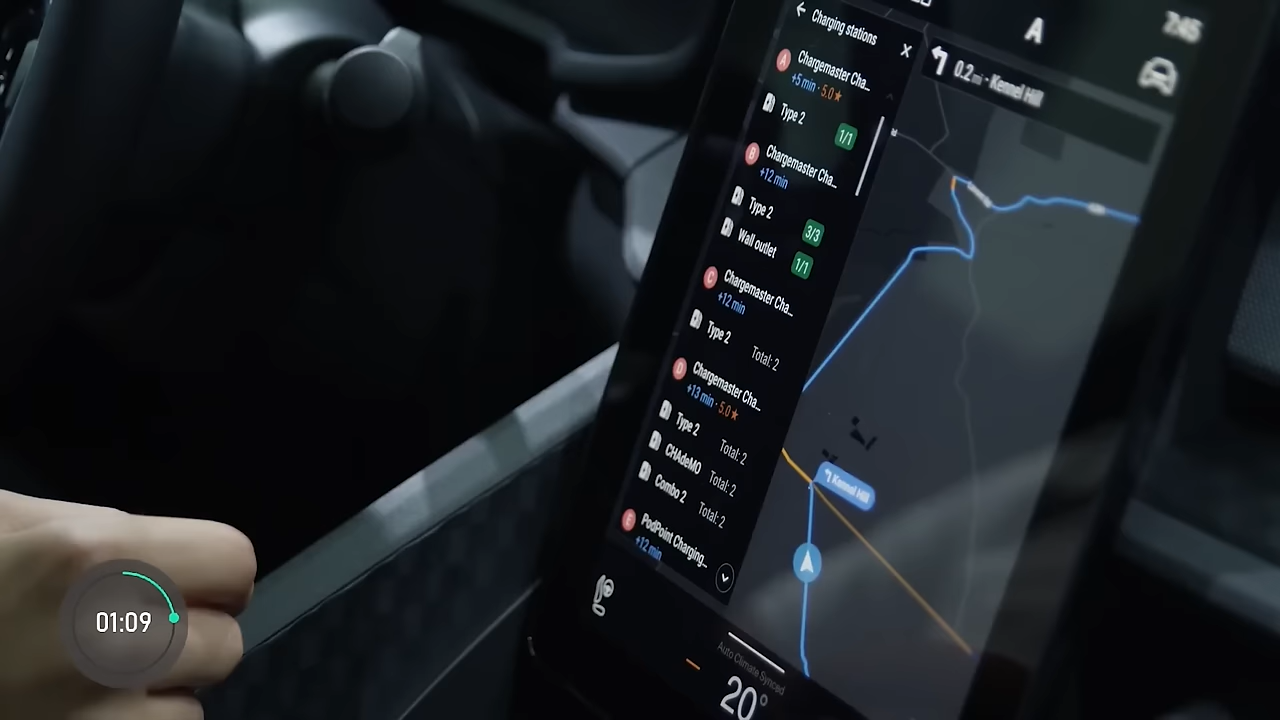 Charging stations
A
7:45
A
Chargemaster Cha...
+5 min · 5.0★
Type 2
1/1
B
Chargemaster Cha...
+12 min
Type 2
3/3
Wall outlet
1/1
C
Chargemaster Cha...
+12 min
Type 2
Total: 2
D
Chargemaster Cha...
+13 min · 5.0★
Type 2
Total: 2
CHAdeMO
Total: 2
Combo 2
Total: 2
E
PodPoint Charging...
+12 min
0.2 mi · Kennel Hill
Kennel Hill
Auto Climate Synced
20°
01:09